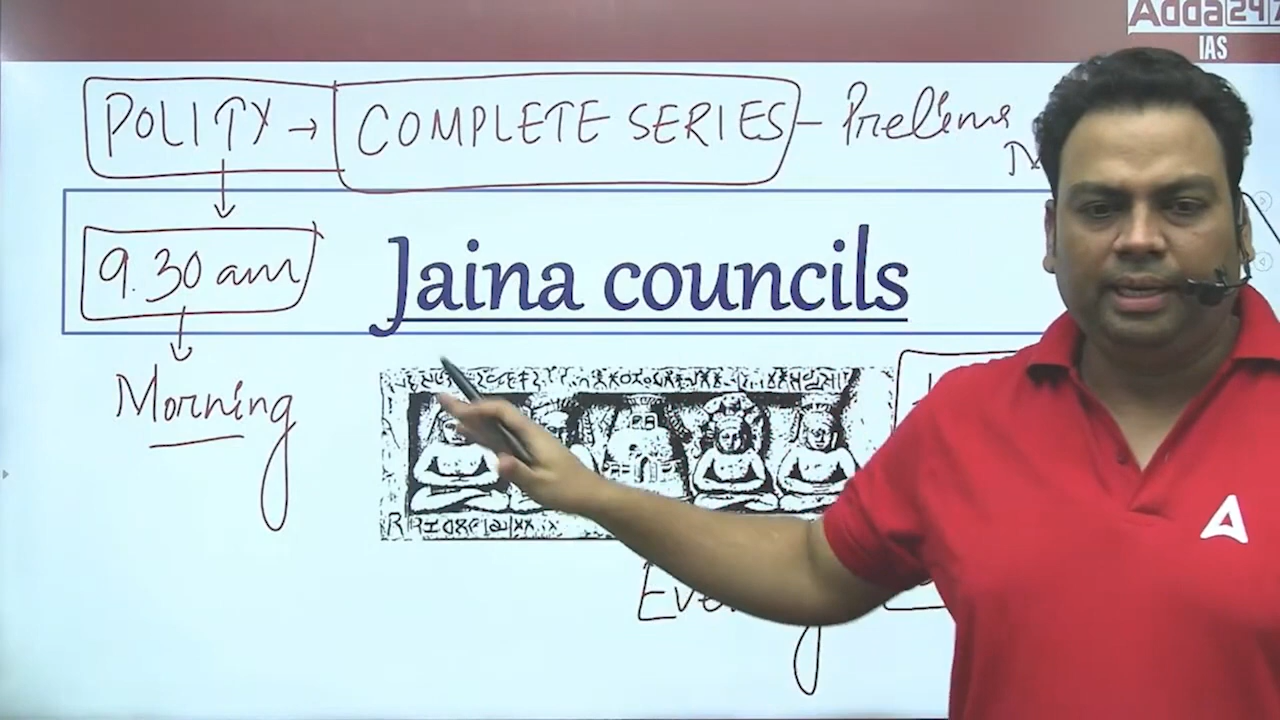 Adda247
IAS
POLITY → COMPLETE SERIES - Prelims
9.30 am
Jaina councils
Morning